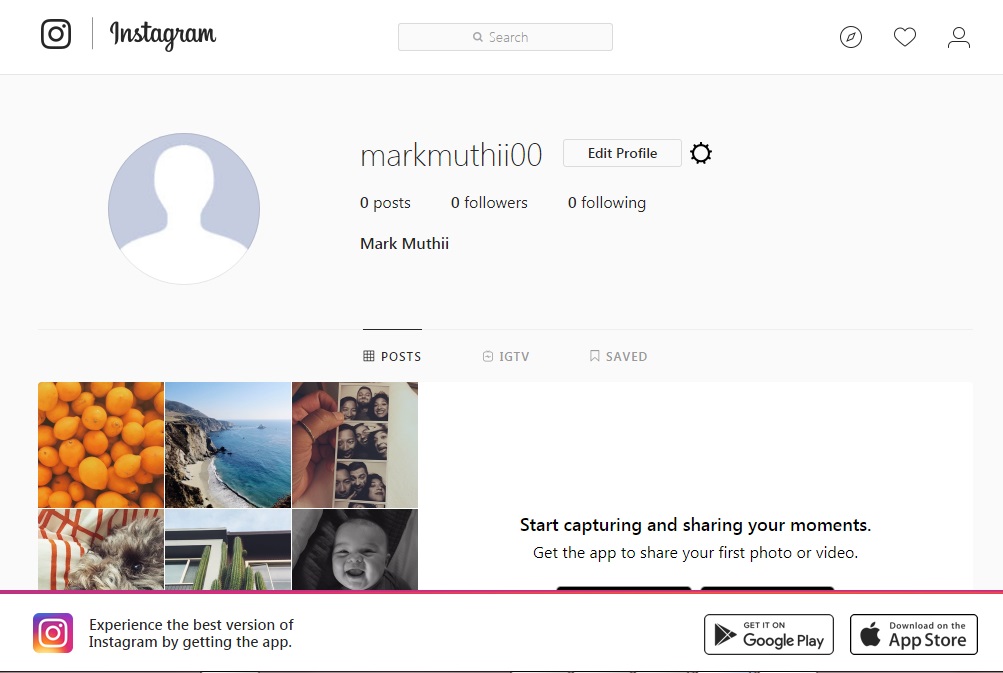 Instagram
Search
markmuthii00
Edit Profile
0 posts 0 followers 0 following
Mark Muthii
POSTS IGTV SAVED
Start capturing and sharing your moments.
Get the app to share your first photo or video.
Experience the best version of
Instagram by getting the app.
GET IT ON
Google Play
Download on the
App Store